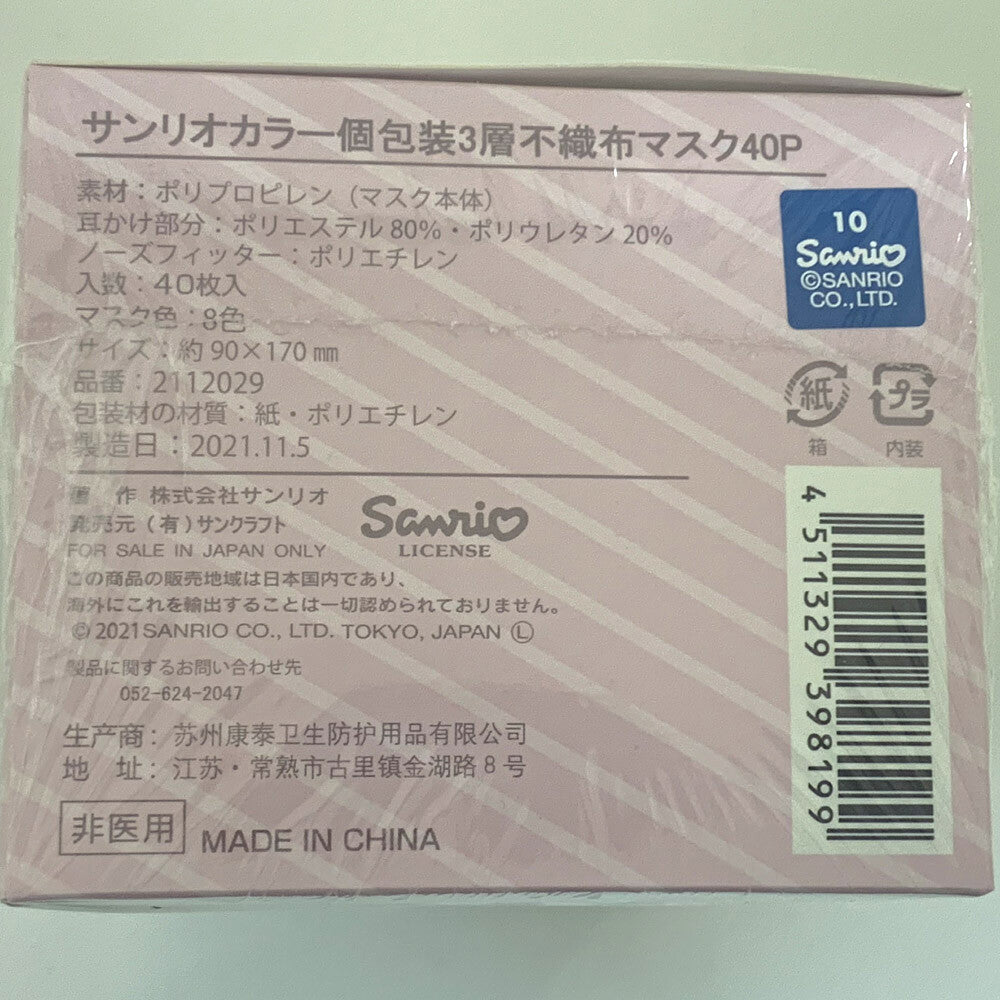 サンリオカラー個包装3層不織布マスク40P
素材：ポリプロピレン（マスク本体）
耳かけ部分：ポリエステル 80%・ポリウレタン 20%
ノーズフィッター：ポリエチレン
入数：40枚入
マスク色：8色
サイズ：約 90×170 ㎜
品番：2112029
包装材の材質：紙・ポリエチレン
製造日：2021.11.5
10
Sanrio
©SANRIO
CO.,LTD.
紙
箱
プラ
内装
著 作 株式会社サンリオ
発売元（有）サンクラフト
FOR SALE IN JAPAN ONLY
Sanrio
LICENSE
この商品の販売地域は日本国内であり、
海外にこれを輸出することは一切認められておりません。
© 2021 SANRIO CO., LTD. TOKYO, JAPAN Ⓛ
製品に関するお問い合わせ先
052-624-2047
生产商：苏州康泰卫生防护用品有限公司
地 址：江苏・常熟市古里镇金湖路 8 号
非医用
MADE IN CHINA
4 511329 398199